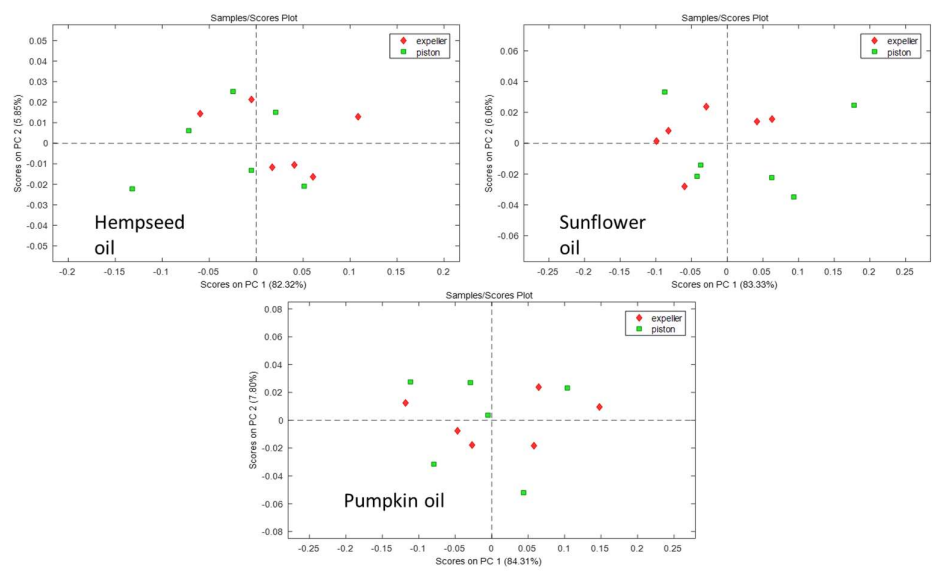 Samples/Scores Plot
expeller
piston
Scores on PC 2 (5.85%)
0.05
0.04
0.03
0.02
0.01
0
-0.01
-0.02
-0.03
-0.04
-0.05
Hempseed
oil
-0.2 -0.15 -0.1 -0.05 0 0.05 0.1 0.15 0.2
Scores on PC 1 (82.32%)
Samples/Scores Plot
expeller
piston
Scores on PC 2 (6.06%)
0.06
0.04
0.02
0
-0.02
-0.04
-0.06
Sunflower
oil
-0.25 -0.2 -0.15 -0.1 -0.05 0 0.05 0.1 0.15 0.2 0.25
Scores on PC 1 (83.33%)
Samples/Scores Plot
expeller
piston
Scores on PC 2 (7.80%)
0.08
0.06
0.04
0.02
0
-0.02
-0.04
-0.06
-0.08
Pumpkin oil
-0.25 -0.2 -0.15 -0.1 -0.05 0 0.05 0.1 0.15 0.2 0.25
Scores on PC 1 (84.31%)